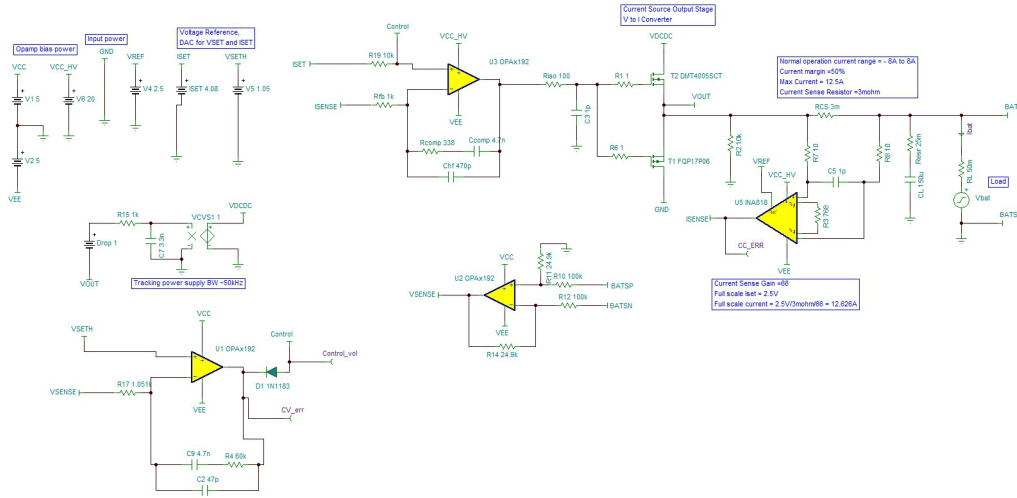 Opamp bias power
VCC
V1 5
V2 5
VEE
Input power
VCC_HV
V6 20
GND
VREF
V4 2.5
Voltage Reference,
DAC for VSET and ISET
ISET
ISET 4.08
VSETH
V5 1.05
Control
ISET
R19 10k
VCC_HV
U3 OPAx192
ISENSE
Rfb 1k
VEE
Rcomp 338
Ccomp 4.7n
Chf 470p
Riso 100
C3 1p
R1 1
R6 1
Current Source Output Stage
V to I Converter
VDCDC
T2 DMT4005SCT
VOUT
T1 FQP17P06
GND
Normal operation current range = - 8A to 8A
Current margin =50%
Max Current = 12.5A
Current Sense Resistor =3mohm
RCS 3m
BAT
R2 10k
R7 10
R8 10
C5 1p
Resr 25m
CL 150u
Ibat
RL 50m
Vbat
Load
BATS
VREF
VCC_HV
U5 INA818
R3 768
ISENSE
CC_ERR
VEE
Current Sense Gain =66
Full scale Iset = 2.5V
Full scale current = 2.5V/3mohm/66 = 12.626A
R15 1k
Drop 1
VOUT
C7 3.3n
VCVS1 1
VDCDC
Tracking power supply BW ~50kHz
VCC
U2 OPAx192
VSENSE
VEE
R11 24.9k
R10 100k
BATSP
R12 100k
BATSN
R14 24.9k
VSETH
VCC
U1 OPAx192
VSENSE
R17 1.051k
VEE
Control
Control_vol
D1 1N1183
CV_err
C9 4.7n
R4 60k
C2 47p